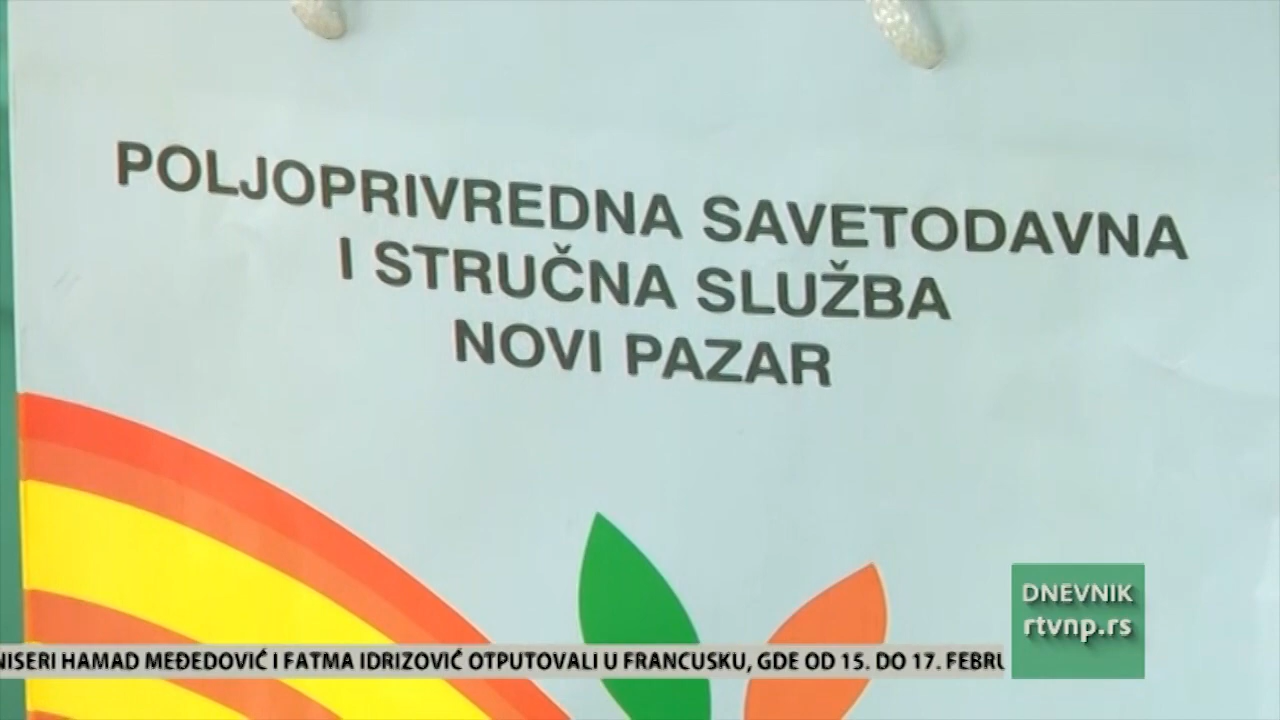 POLJOPRIVREDNA SAVETODAVNA
I STRUČNA SLUŽBA
NOVI PAZAR
DNEVNIK
rtvnp.rs
HAMAD MEĐEDOVIĆ I FATMA IDRIZOVIĆ OTPUTOVALI U FRANCUSKU, GDE OD 15. DO 17.